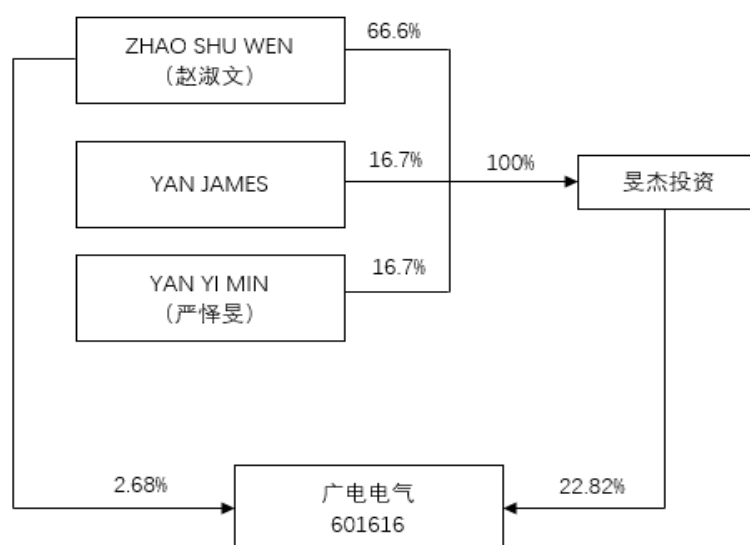 ZHAO SHU WEN
（赵淑文）
66.6%
YAN JAMES
16.7%
100%
旻杰投资
YAN YI MIN
（严怿旻）
16.7%
2.68%
广电电气
601616
22.82%